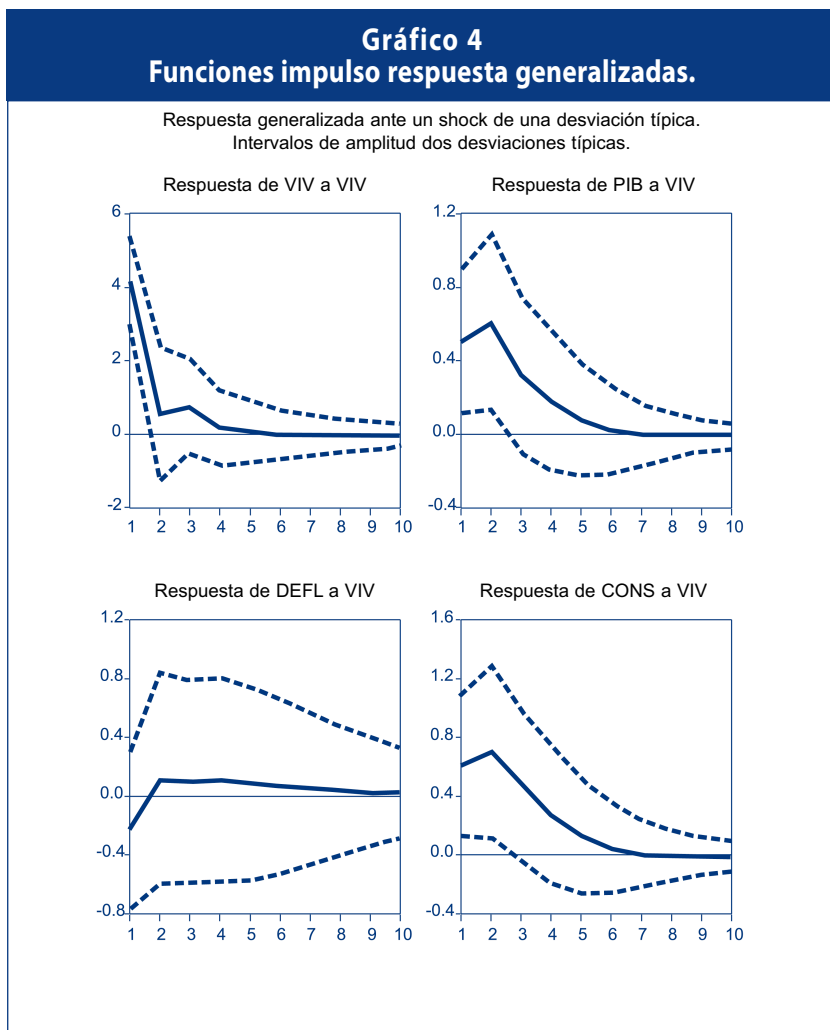 Gráfico 4
Funciones impulso respuesta generalizadas.
Respuesta generalizada ante un shock de una desviación típica.
Intervalos de amplitud dos desviaciones típicas.
Respuesta de VIV a VIV
6
4
2
0
-2
1 2 3 4 5 6 7 8 9 10
Respuesta de PIB a VIV
1.2
0.8
0.4
0.0
-0.4
1 2 3 4 5 6 7 8 9 10
Respuesta de DEFL a VIV
1.2
0.8
0.4
0.0
-0.4
-0.8
1 2 3 4 5 6 7 8 9 10
Respuesta de CONS a VIV
1.6
1.2
0.8
0.4
0.0
-0.4
1 2 3 4 5 6 7 8 9 10